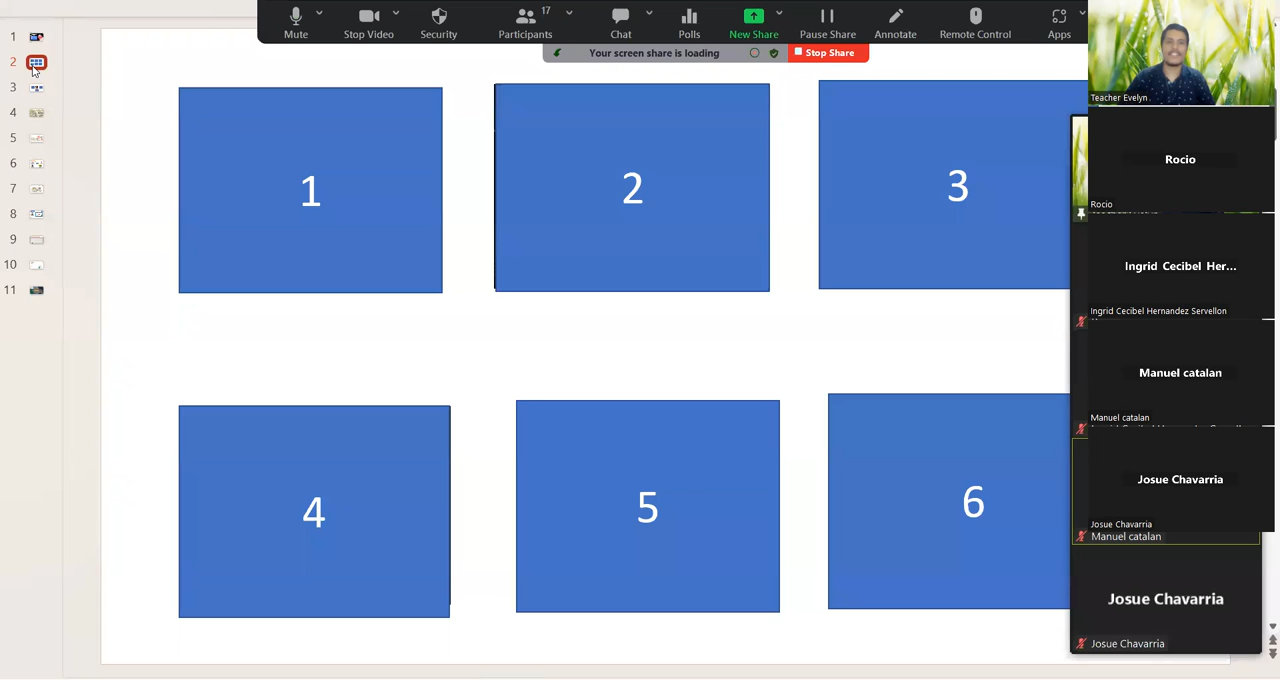 17
Mute
Stop Video
Security
Participants
Chat
Polls
New Share
Pause Share
Annotate
Remote Control
Apps
Your screen share is loading
Stop Share
1
2
3
4
5
6
7
8
9
10
11
1
2
3
4
5
6
Teacher Evelyn
Rocio
Rocio
Ingrid Cecibel Her...
Ingrid Cecibel Hernandez Servellon
Manuel catalan
Manuel catalan
Josue Chavarria
Josue Chavarria
Manuel catalan
Josue Chavarria
Josue Chavarria